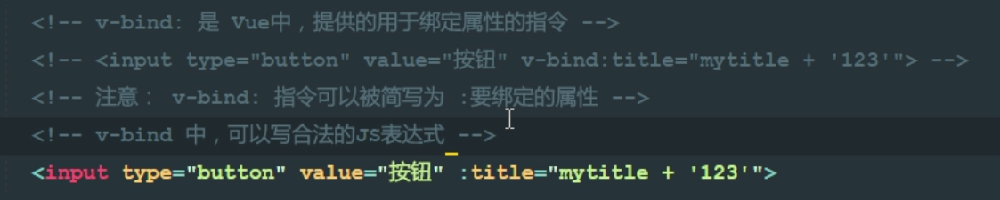 <!-- v-bind: 是 Vue中，提供的用于绑定属性的指令 -->
<!-- <input type="button" value="按钮" v-bind:title="mytitle + '123'"> -->
<!-- 注意： v-bind: 指令可以被简写为 :要绑定的属性 -->
<!-- v-bind 中，可以写合法的JS表达式 -->
<input type="button" value="按钮" :title="mytitle + '123'">